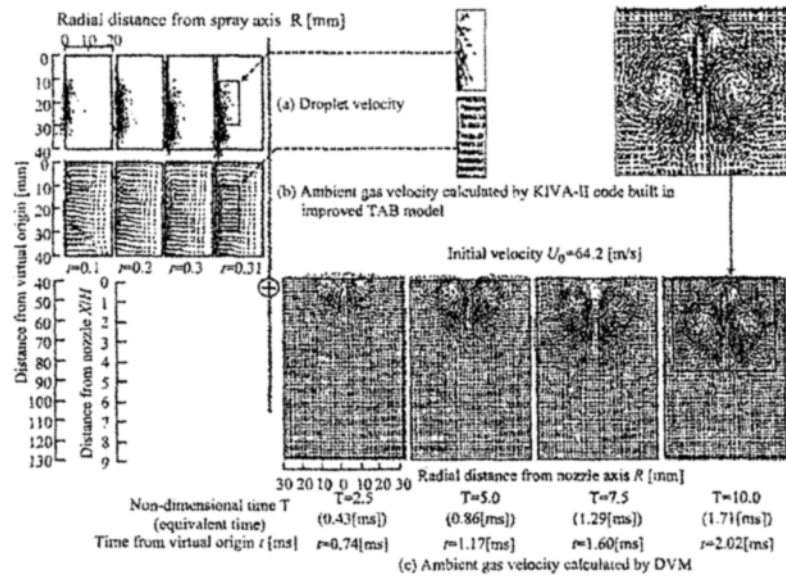 Radial distance from spray axis R [mm]
0 20
0
10
20
30
40
(a) Droplet velocity
0
10
20
30
40
Distance from virtual origin [mm]
(b) Ambient gas velocity calculated by KIVA-II code built in
improved TAB model
t=0.1 t=0.2 t=0.3 t=0.31
Initial velocity U0=64.2 [m/s]
40
50
60
70
80
90
100
110
120
130
Distance from nozzle X/H
0
1
2
3
4
5
6
7
8
9
30 20 10 0 10 20 30
Radial distance from nozzle axis R [mm]
Non-dimensional time T T=2.5 T=5.0 T=7.5 T=10.0
(equivalent time) (0.43[ms]) (0.86[ms]) (1.29[ms]) (1.71[ms])
Time from virtual origin t [ms] t=0.74[ms] t=1.17[ms] t=1.60[ms] t=2.02[ms]
(c) Ambient gas velocity calculated by DVM